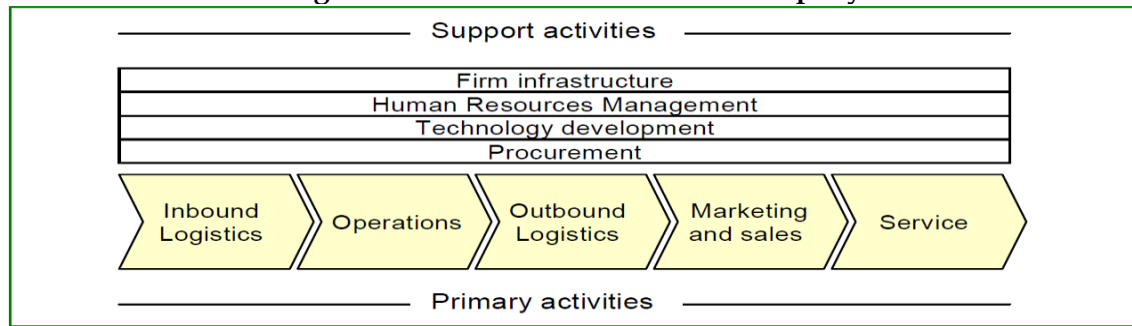 Support activities
Firm infrastructure
Human Resources Management
Technology development
Procurement
Inbound
Logistics
Operations
Outbound
Logistics
Marketing
and sales
Service
Primary activities